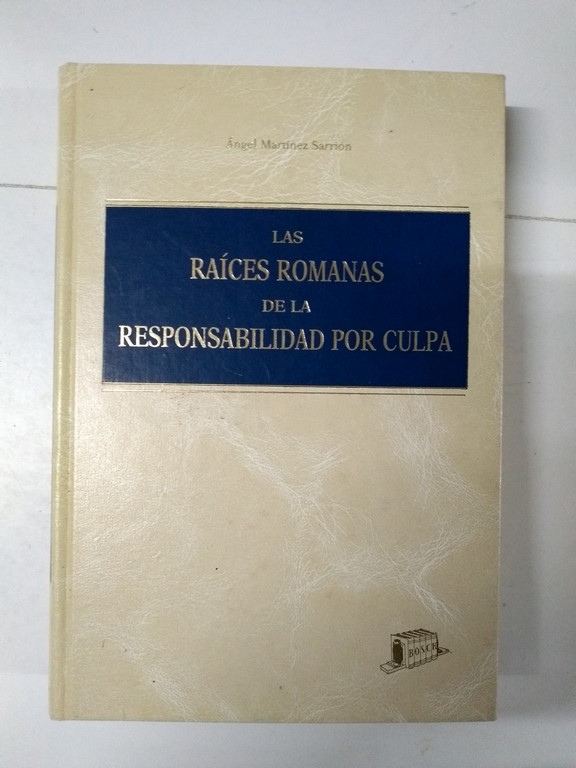 Ángel Martínez Sarrión
LAS
RAÍCES ROMANAS
DE LA
RESPONSABILIDAD POR CULPA
BOSCH